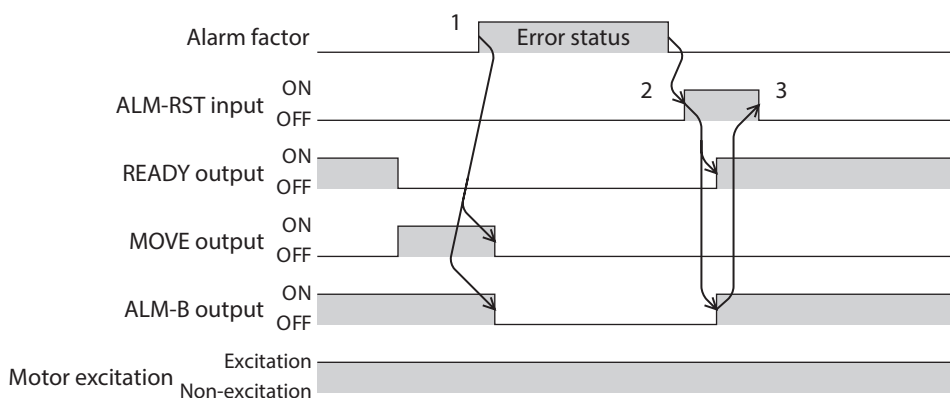 1
Alarm factor
Error status
ALM-RST input
ON
OFF
2
3
READY output
ON
OFF
MOVE output
ON
OFF
ALM-B output
ON
OFF
Motor excitation
Excitation
Non-excitation